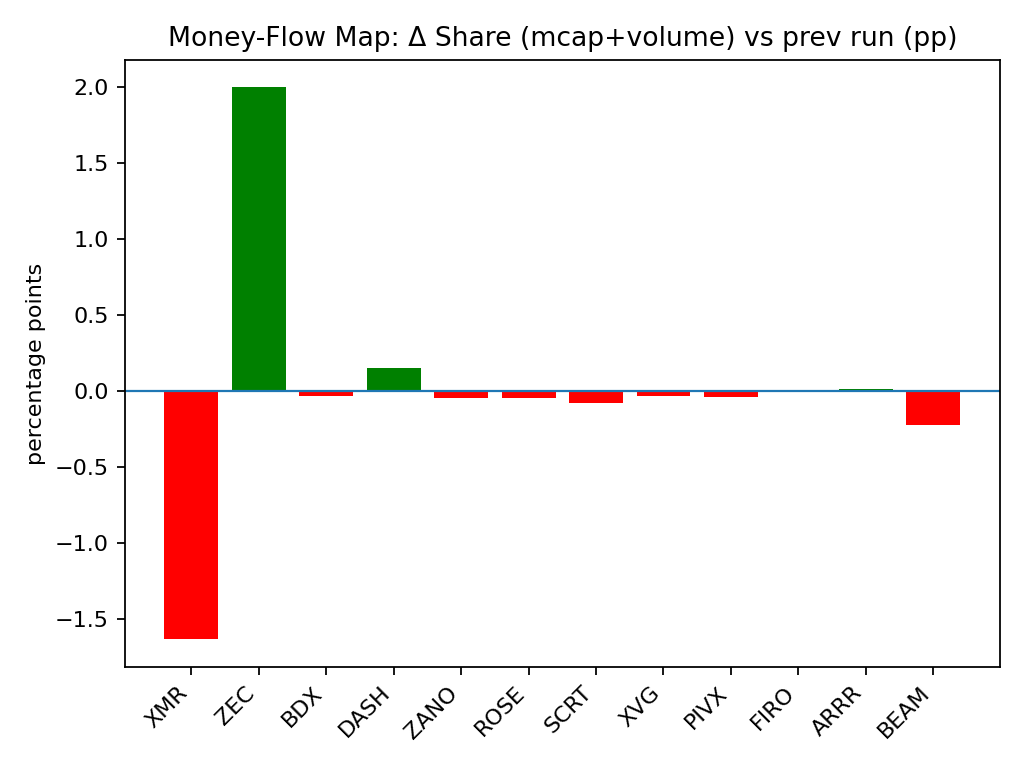 Money-Flow Map: Δ Share (mcap+volume) vs prev run (pp)
percentage points
2.0
1.5
1.0
0.5
0.0
−0.5
−1.0
−1.5
XMR
ZEC
BDX
DASH
ZANO
ROSE
SCRT
XVG
PIVX
FIRO
ARRR
BEAM